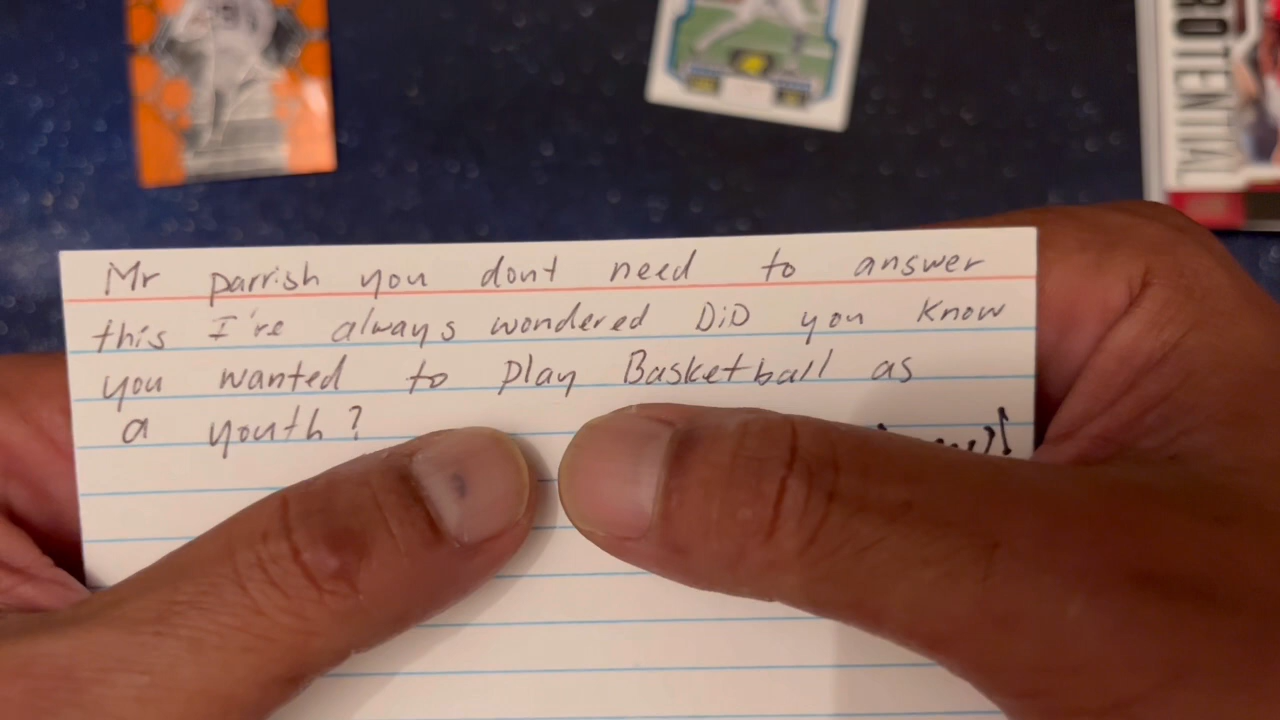 Mr parrish you dont need to answer
this I've always wondered DiD you know
you wanted to play Basketball as
a youth?
ROTENTIAL